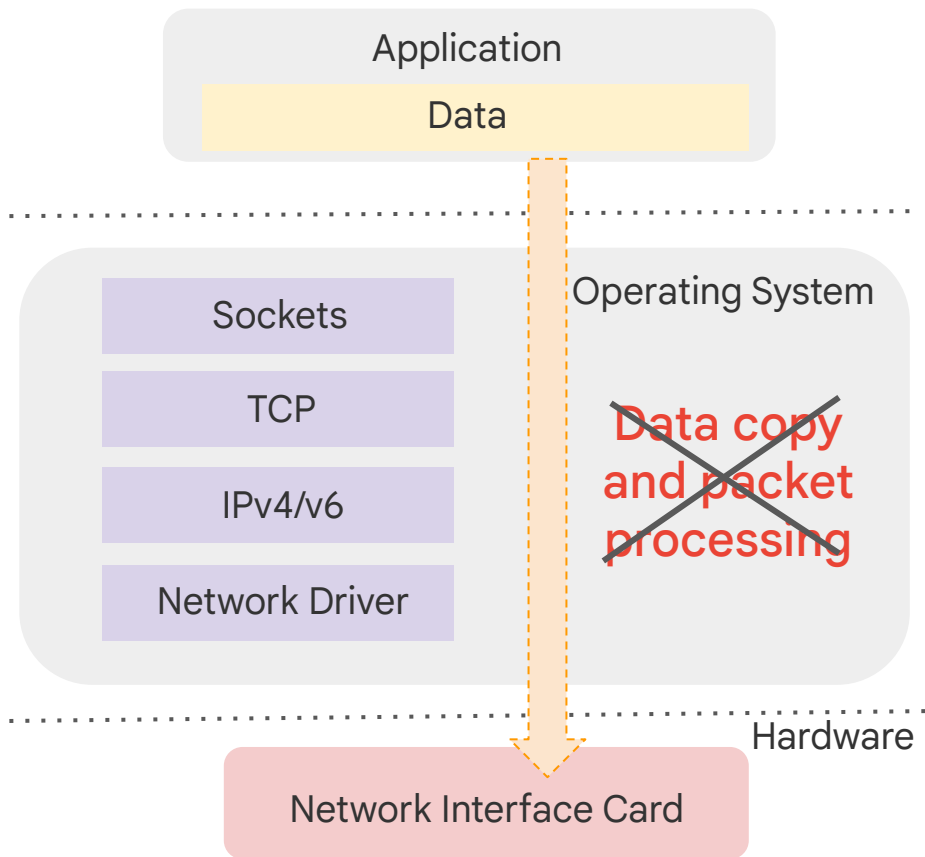 Application
Data
Operating System
Sockets
TCP
IPv4/v6
Network Driver
Data copy
and packet
processing
Hardware
Network Interface Card